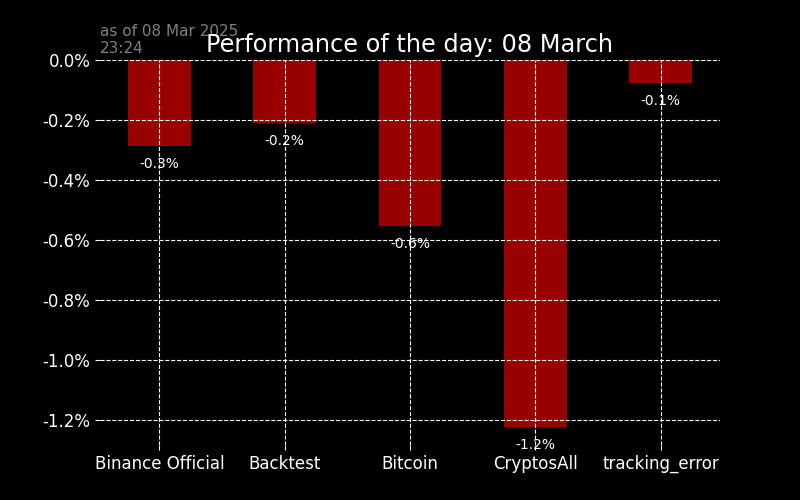 as of 08 Mar 2025
23:24
Performance of the day: 08 March
0.0%
-0.2%
-0.4%
-0.6%
-0.8%
-1.0%
-1.2%
-0.3%
-0.2%
-0.6%
-1.2%
-0.1%
Binance Official
Backtest
Bitcoin
CryptosAll
tracking_error